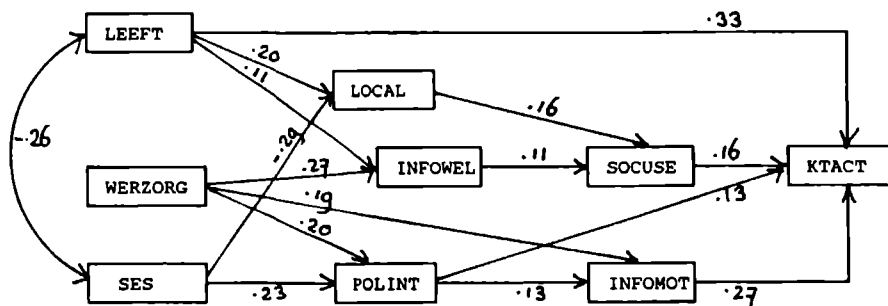 .33
LEEFT
.20
.11
LOCAL
.16
-.26
-.29
.27
INFOWEL
.11
SOCUSE
.16
KTACT
WERZORG
.19
.13
.20
SES
.23
POLINT
.13
INFOMOT
.27